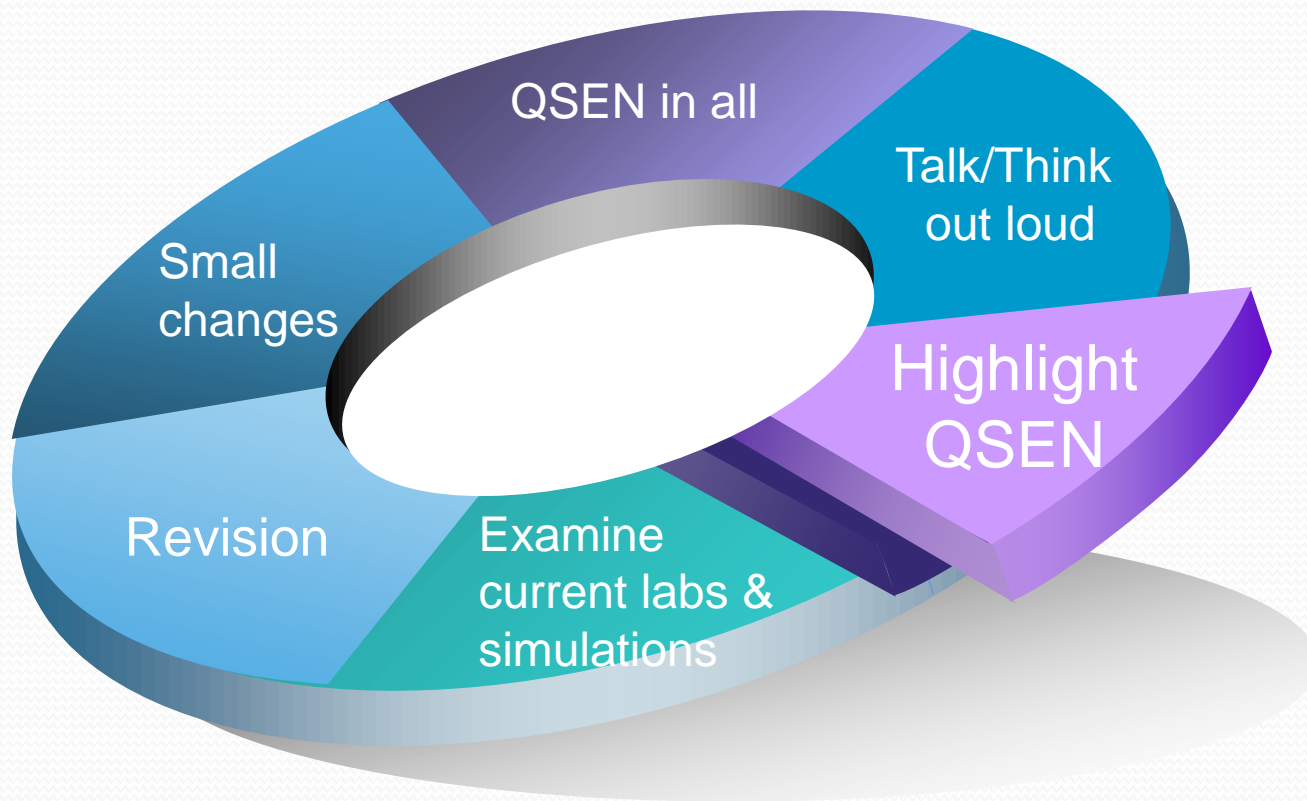 QSEN in all
Talk/Think
out loud
Small
changes
Highlight
QSEN
Revision
Examine
current labs &
simulations